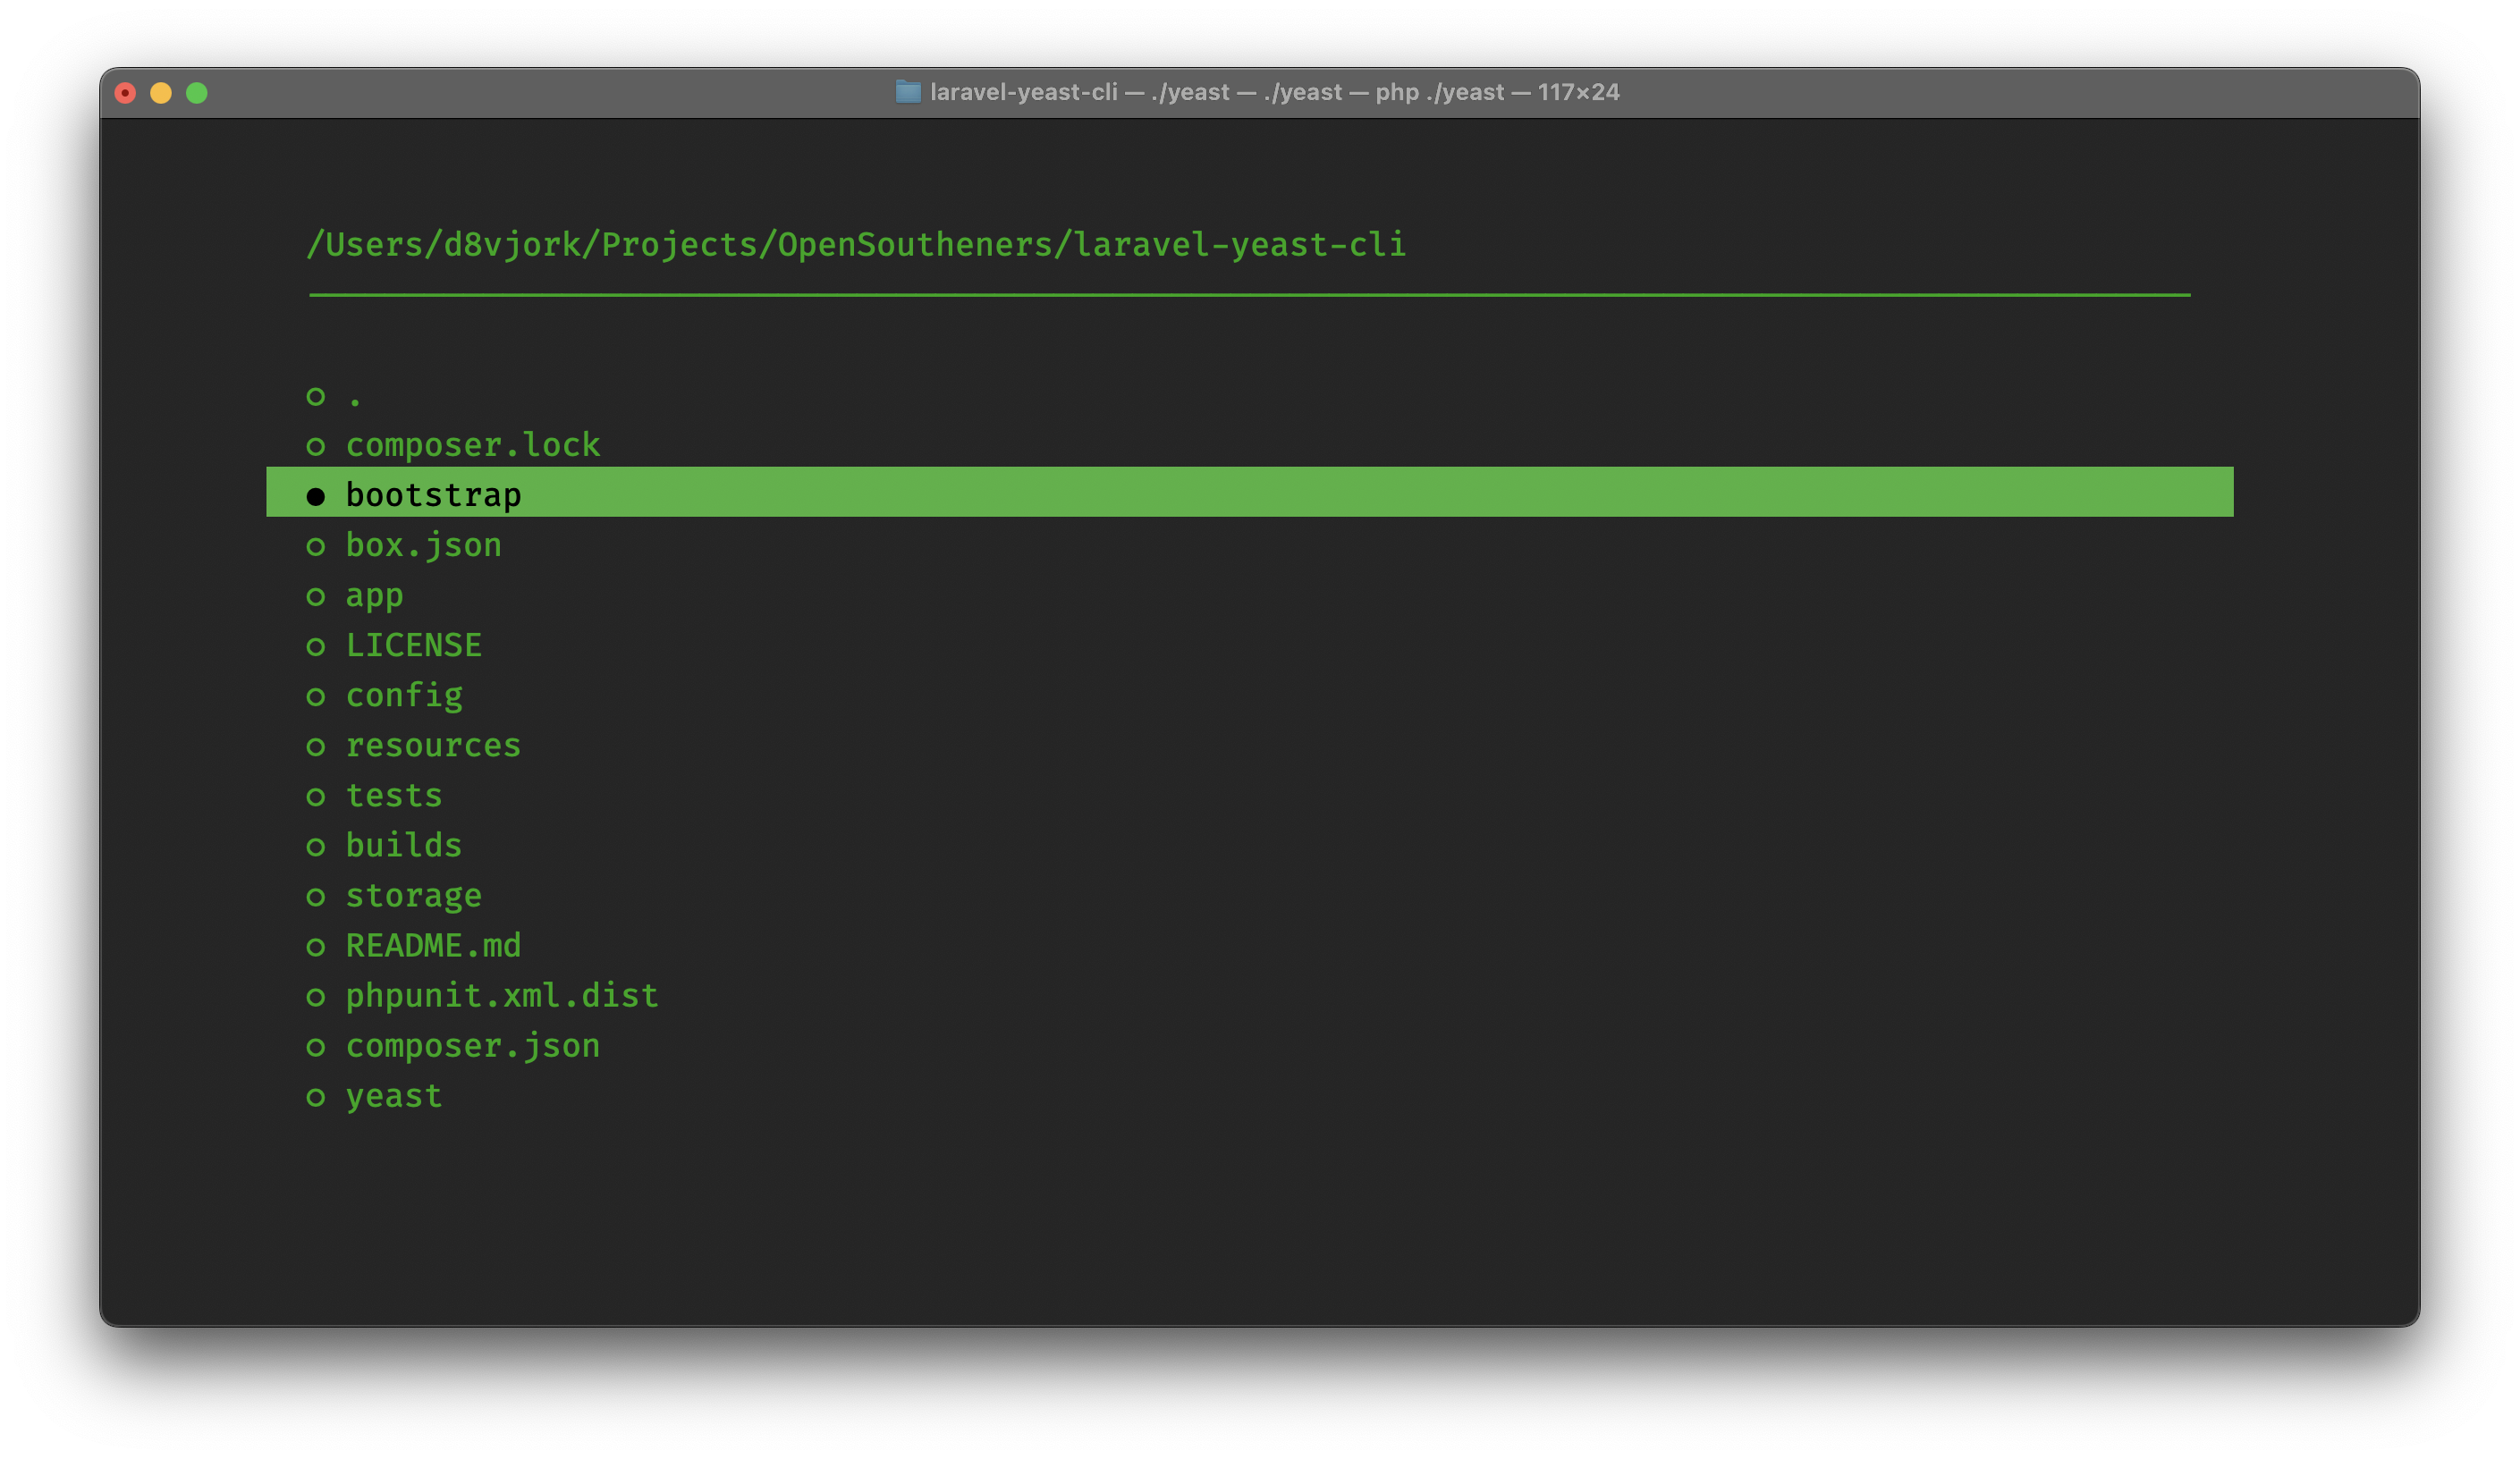 laravel-yeast-cli — ./yeast — ./yeast — php ./yeast — 117×24
/Users/d8vjork/Projects/OpenSoutheners/laravel-yeast-cli
○ .
○ composer.lock
● bootstrap
○ box.json
○ app
○ LICENSE
○ config
○ resources
○ tests
○ builds
○ storage
○ README.md
○ phpunit.xml.dist
○ composer.json
○ yeast